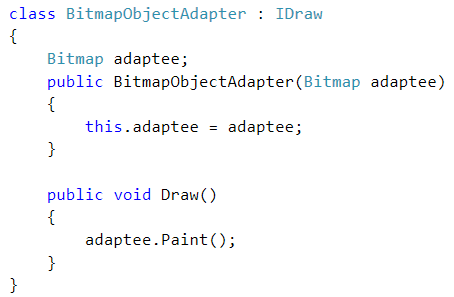 class BitmapObjectAdapter : IDraw
{
    Bitmap adaptee;
    public BitmapObjectAdapter(Bitmap adaptee)
    {
        this.adaptee = adaptee;
    }

    public void Draw()
    {
        adaptee.Paint();
    }
}